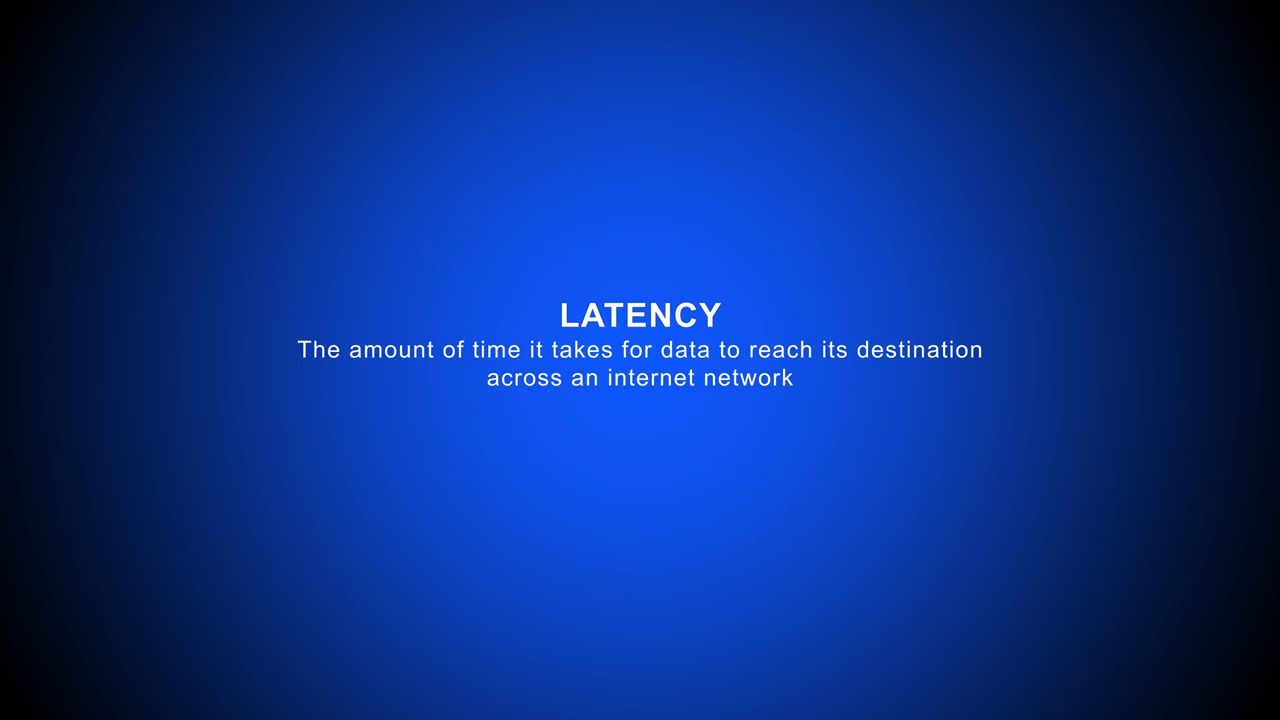 LATENCY
The amount of time it takes for data to reach its destination
across an internet network